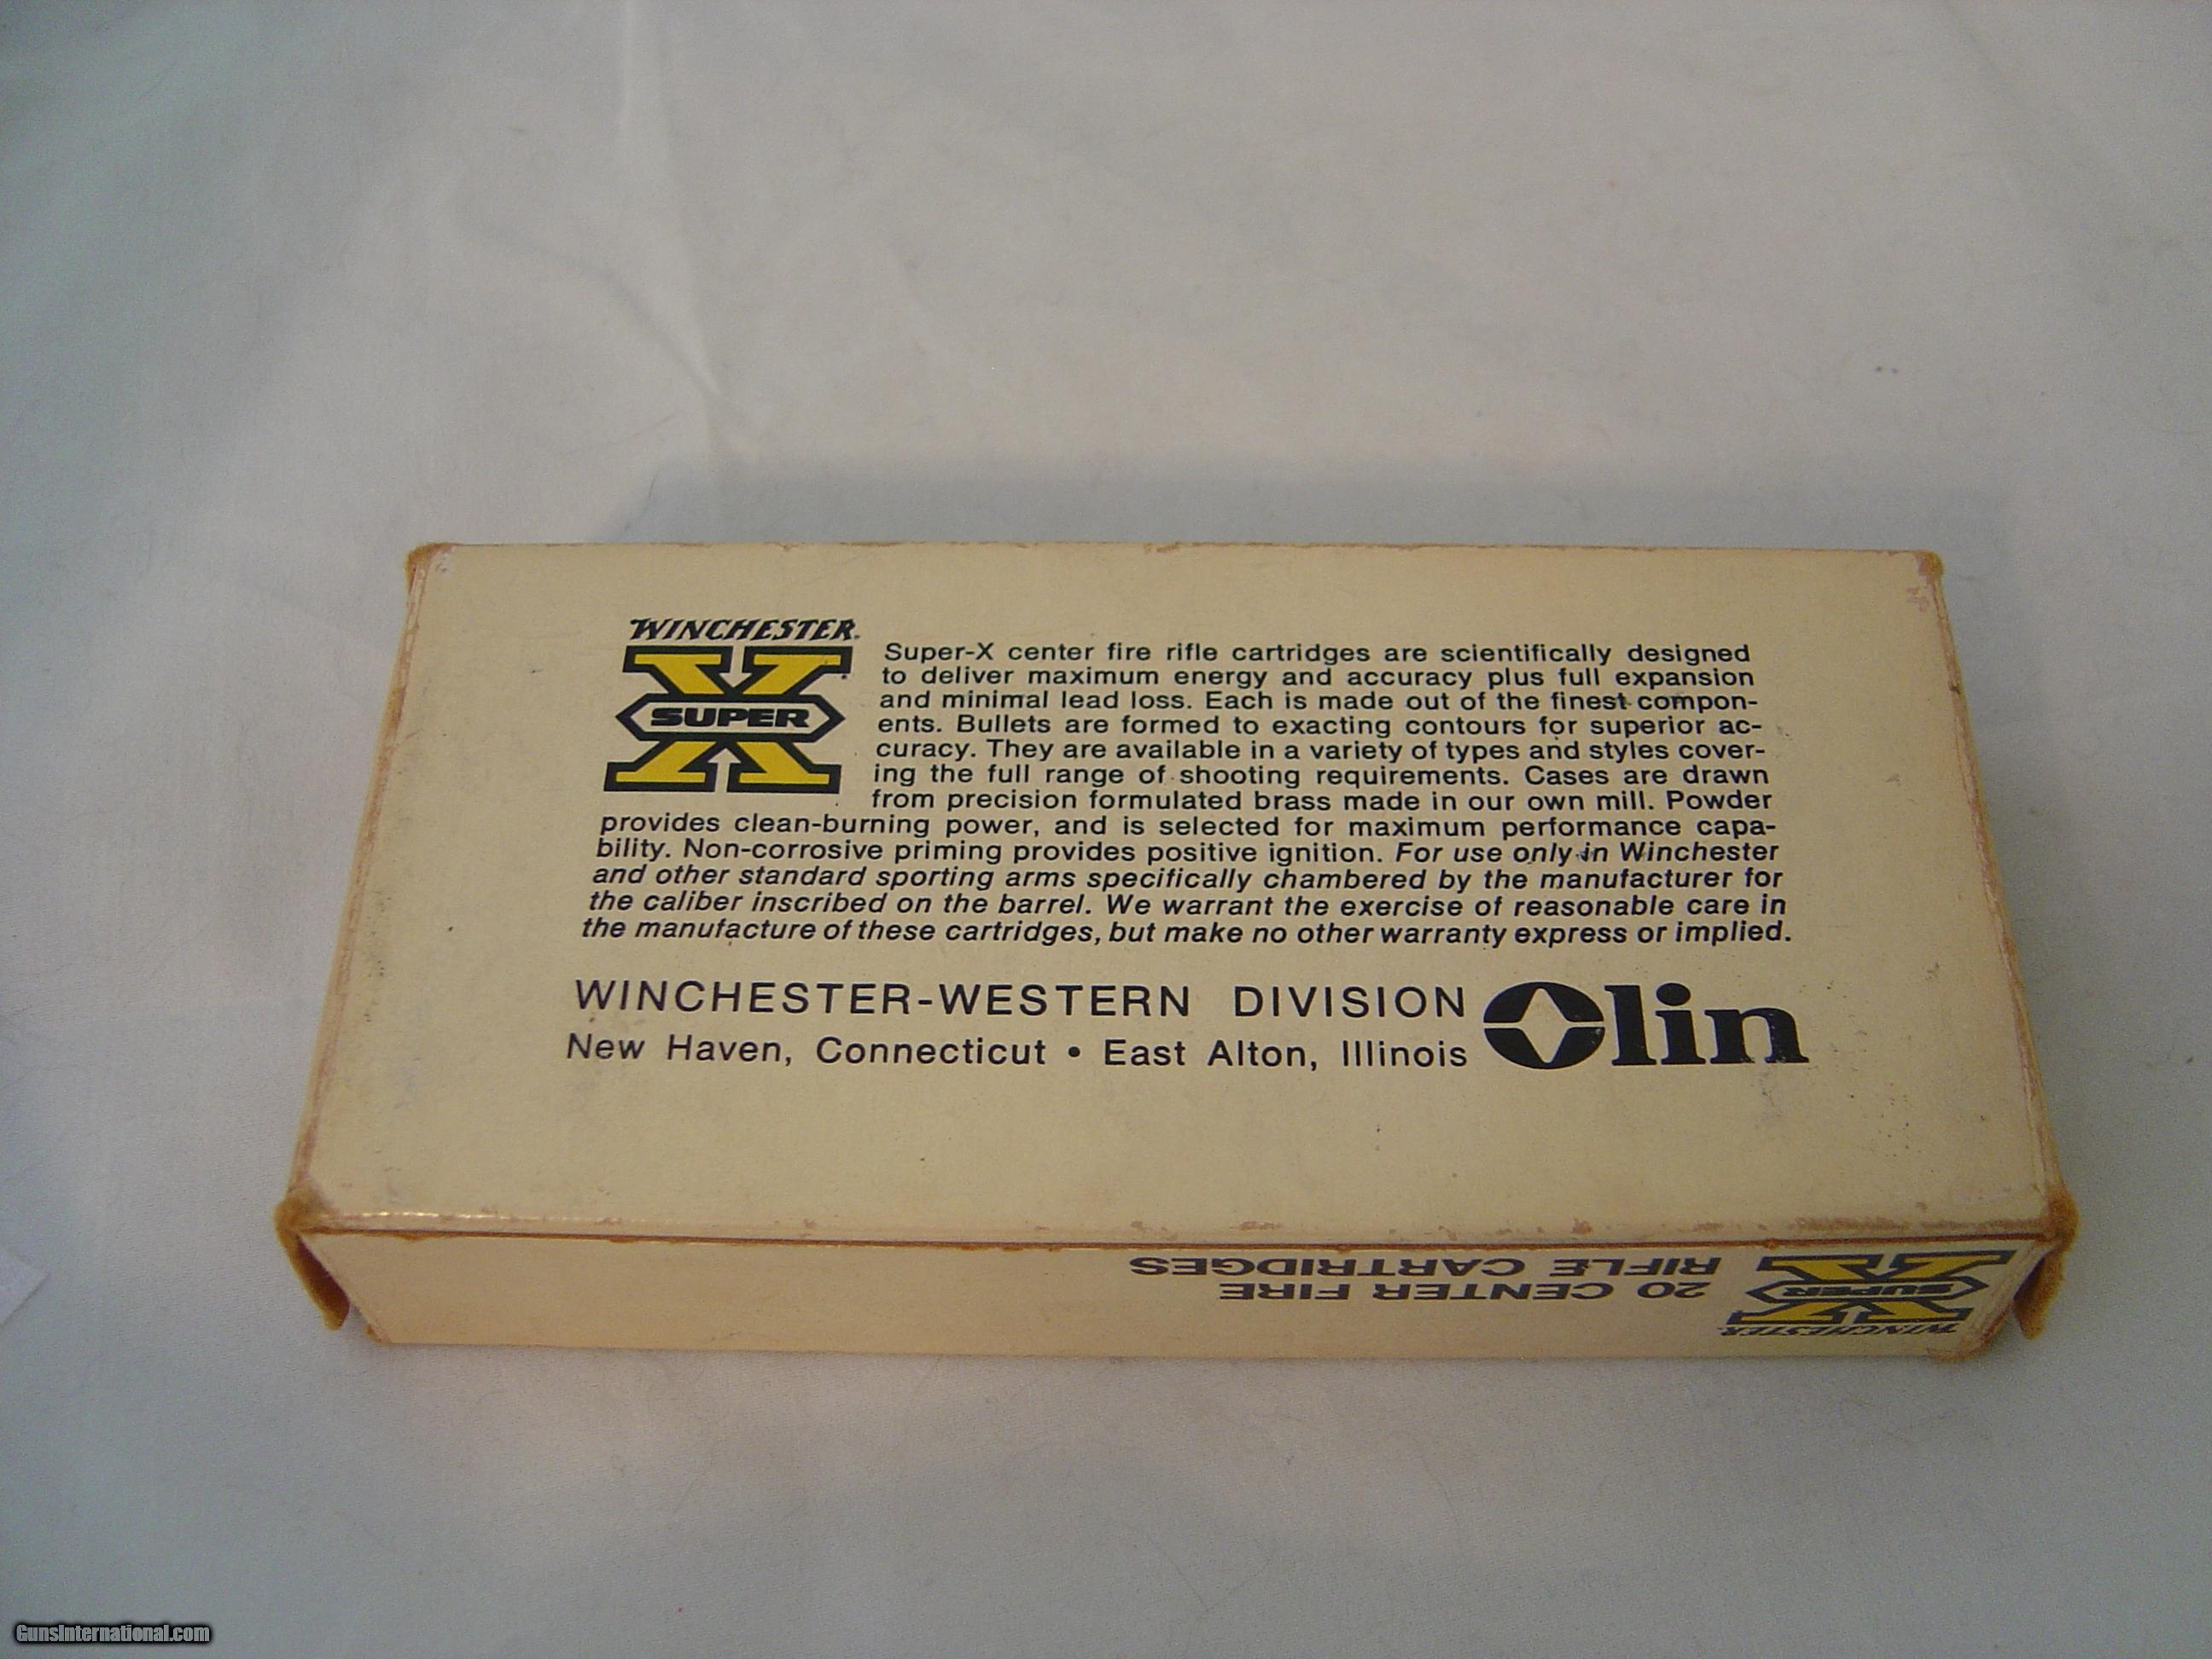 WINCHESTER
X
SUPER
Super-X center fire rifle cartridges are scientifically designed
to deliver maximum energy and accuracy plus full expansion
and minimal lead loss. Each is made out of the finest compon-
ents. Bullets are formed to exacting contours for superior ac-
curacy. They are available in a variety of types and styles cover-
ing the full range of shooting requirements. Cases are drawn
from precision formulated brass made in our own mill. Powder
provides clean-burning power, and is selected for maximum performance capa-
bility. Non-corrosive priming provides positive ignition. For use only in Winchester
and other standard sporting arms specifically chambered by the manufacturer for
the caliber inscribed on the barrel. We warrant the exercise of reasonable care in
the manufacture of these cartridges, but make no other warranty express or implied.
WINCHESTER-WESTERN DIVISION
New Haven, Connecticut • East Alton, Illinois
Olin
WINCHESTER
X
SUPER
20 CENTER FIRE
RIFLE CARTRIDGES
GunsInternational.com